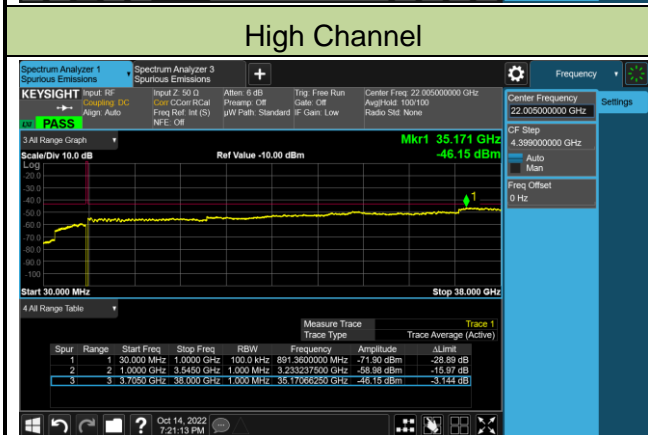 High Channel
Spectrum Analyzer 1
Spurious Emissions
Spectrum Analyzer 3
Spurious Emissions
+
Frequency
KEYSIGHT
Input: RF
Coupling: DC
Align: Auto
Input Z: 50 Ω
Corr CCorr RCal
Freq Ref: Int (S)
NFE: Off
Atten: 6 dB
Preamp: Off
µW Path: Standard
Trig: Free Run
Gate: Off
IF Gain: Low
Center Freq: 22.005000000 GHz
Avg|Hold: 100/100
Radio Std: None
PASS
Center Frequency
22.005000000 GHz
Settings
CF Step
4.399000000 GHz
Auto
Man
Freq Offset
0 Hz
3 All Range Graph
Mkr1 35.171 GHz
Scale/Div 10.0 dB
Ref Value -10.00 dBm
-46.15 dBm
Log
-20.0
-30.0
-40.0
-50.0
-60.0
-70.0
-80.0
-90.0
-100
1
Start 30.000 MHz
Stop 38.000 GHz
4 All Range Table
Measure Trace Trace 1
Trace Type Trace Average (Active)
Spur Range Start Freq Stop Freq RBW Frequency Amplitude ΔLimit
1 1 30.000 MHz 1.0000 GHz 100.0 kHz 891.3600000 MHz -71.90 dBm -28.89 dB
2 2 1.0000 GHz 3.5450 GHz 1.000 MHz 3.233237500 GHz -58.98 dBm -15.97 dB
3 3 3.7050 GHz 38.000 GHz 1.000 MHz 35.17066250 GHz -46.15 dBm -3.144 dB
?
Oct 14, 2022
7:21:13 PM